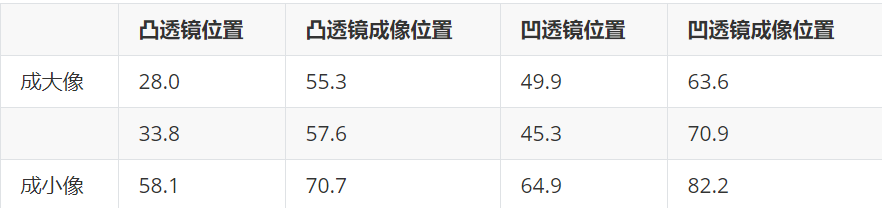 凸透镜位置 凸透镜成像位置 凹透镜位置 凹透镜成像位置
成大像 28.0 55.3 49.9 63.6
33.8 57.6 45.3 70.9
成小像 58.1 70.7 64.9 82.2